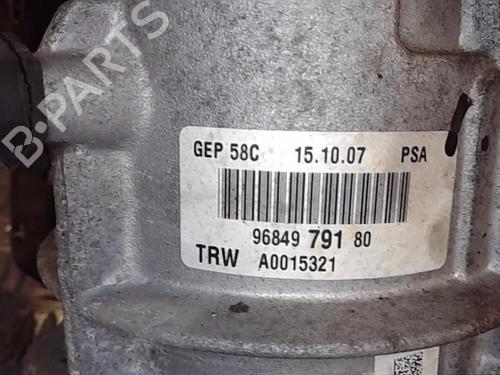 B-PARTS
GEP 58C 15.10.07 PSA
96849 791 80
TRW A0015321